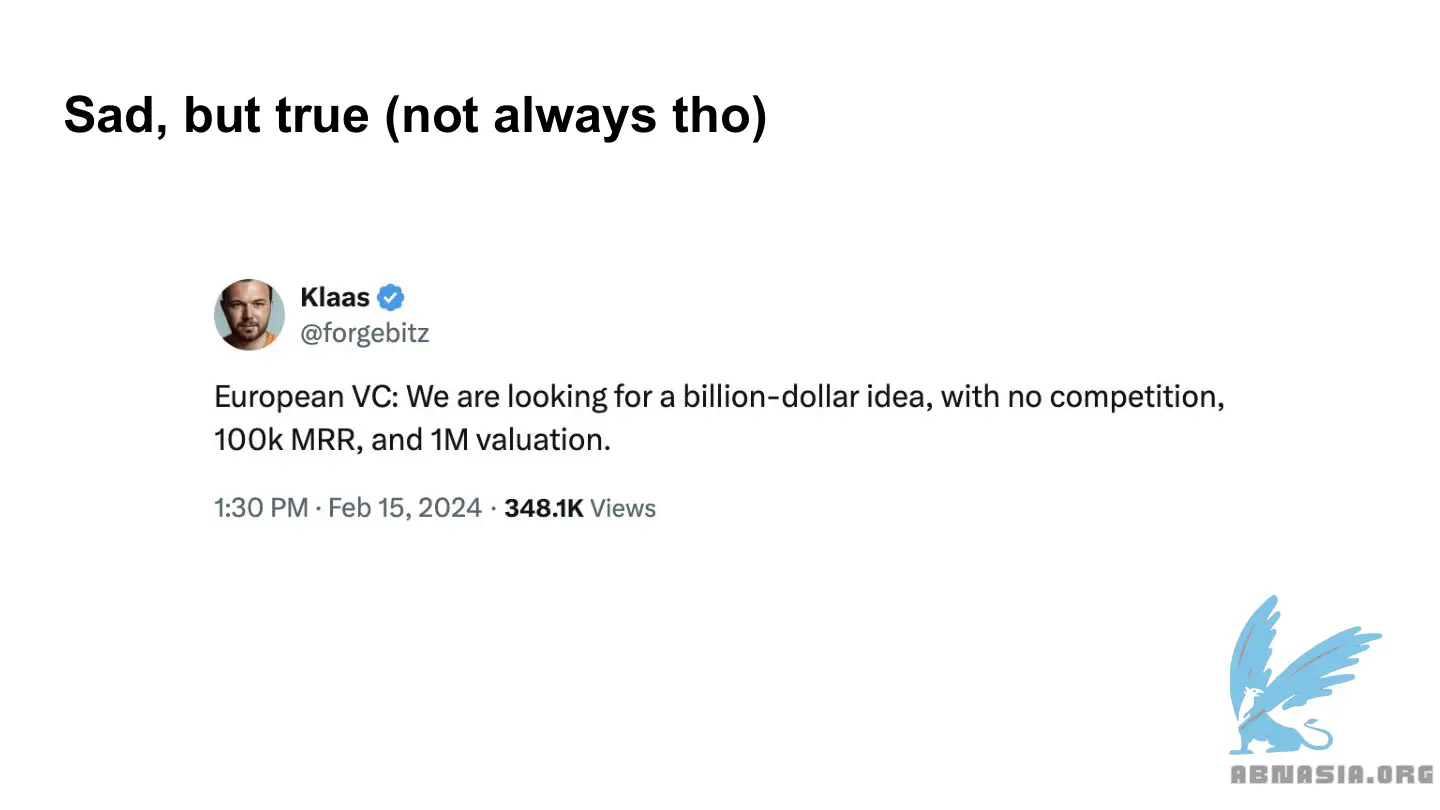 Sad, but true (not always tho)
Klaas
@forgebitz
European VC: We are looking for a billion-dollar idea, with no competition,
100k MRR, and 1M valuation.
1:30 PM · Feb 15, 2024 · 348.1K Views
ABNASIA.ORG